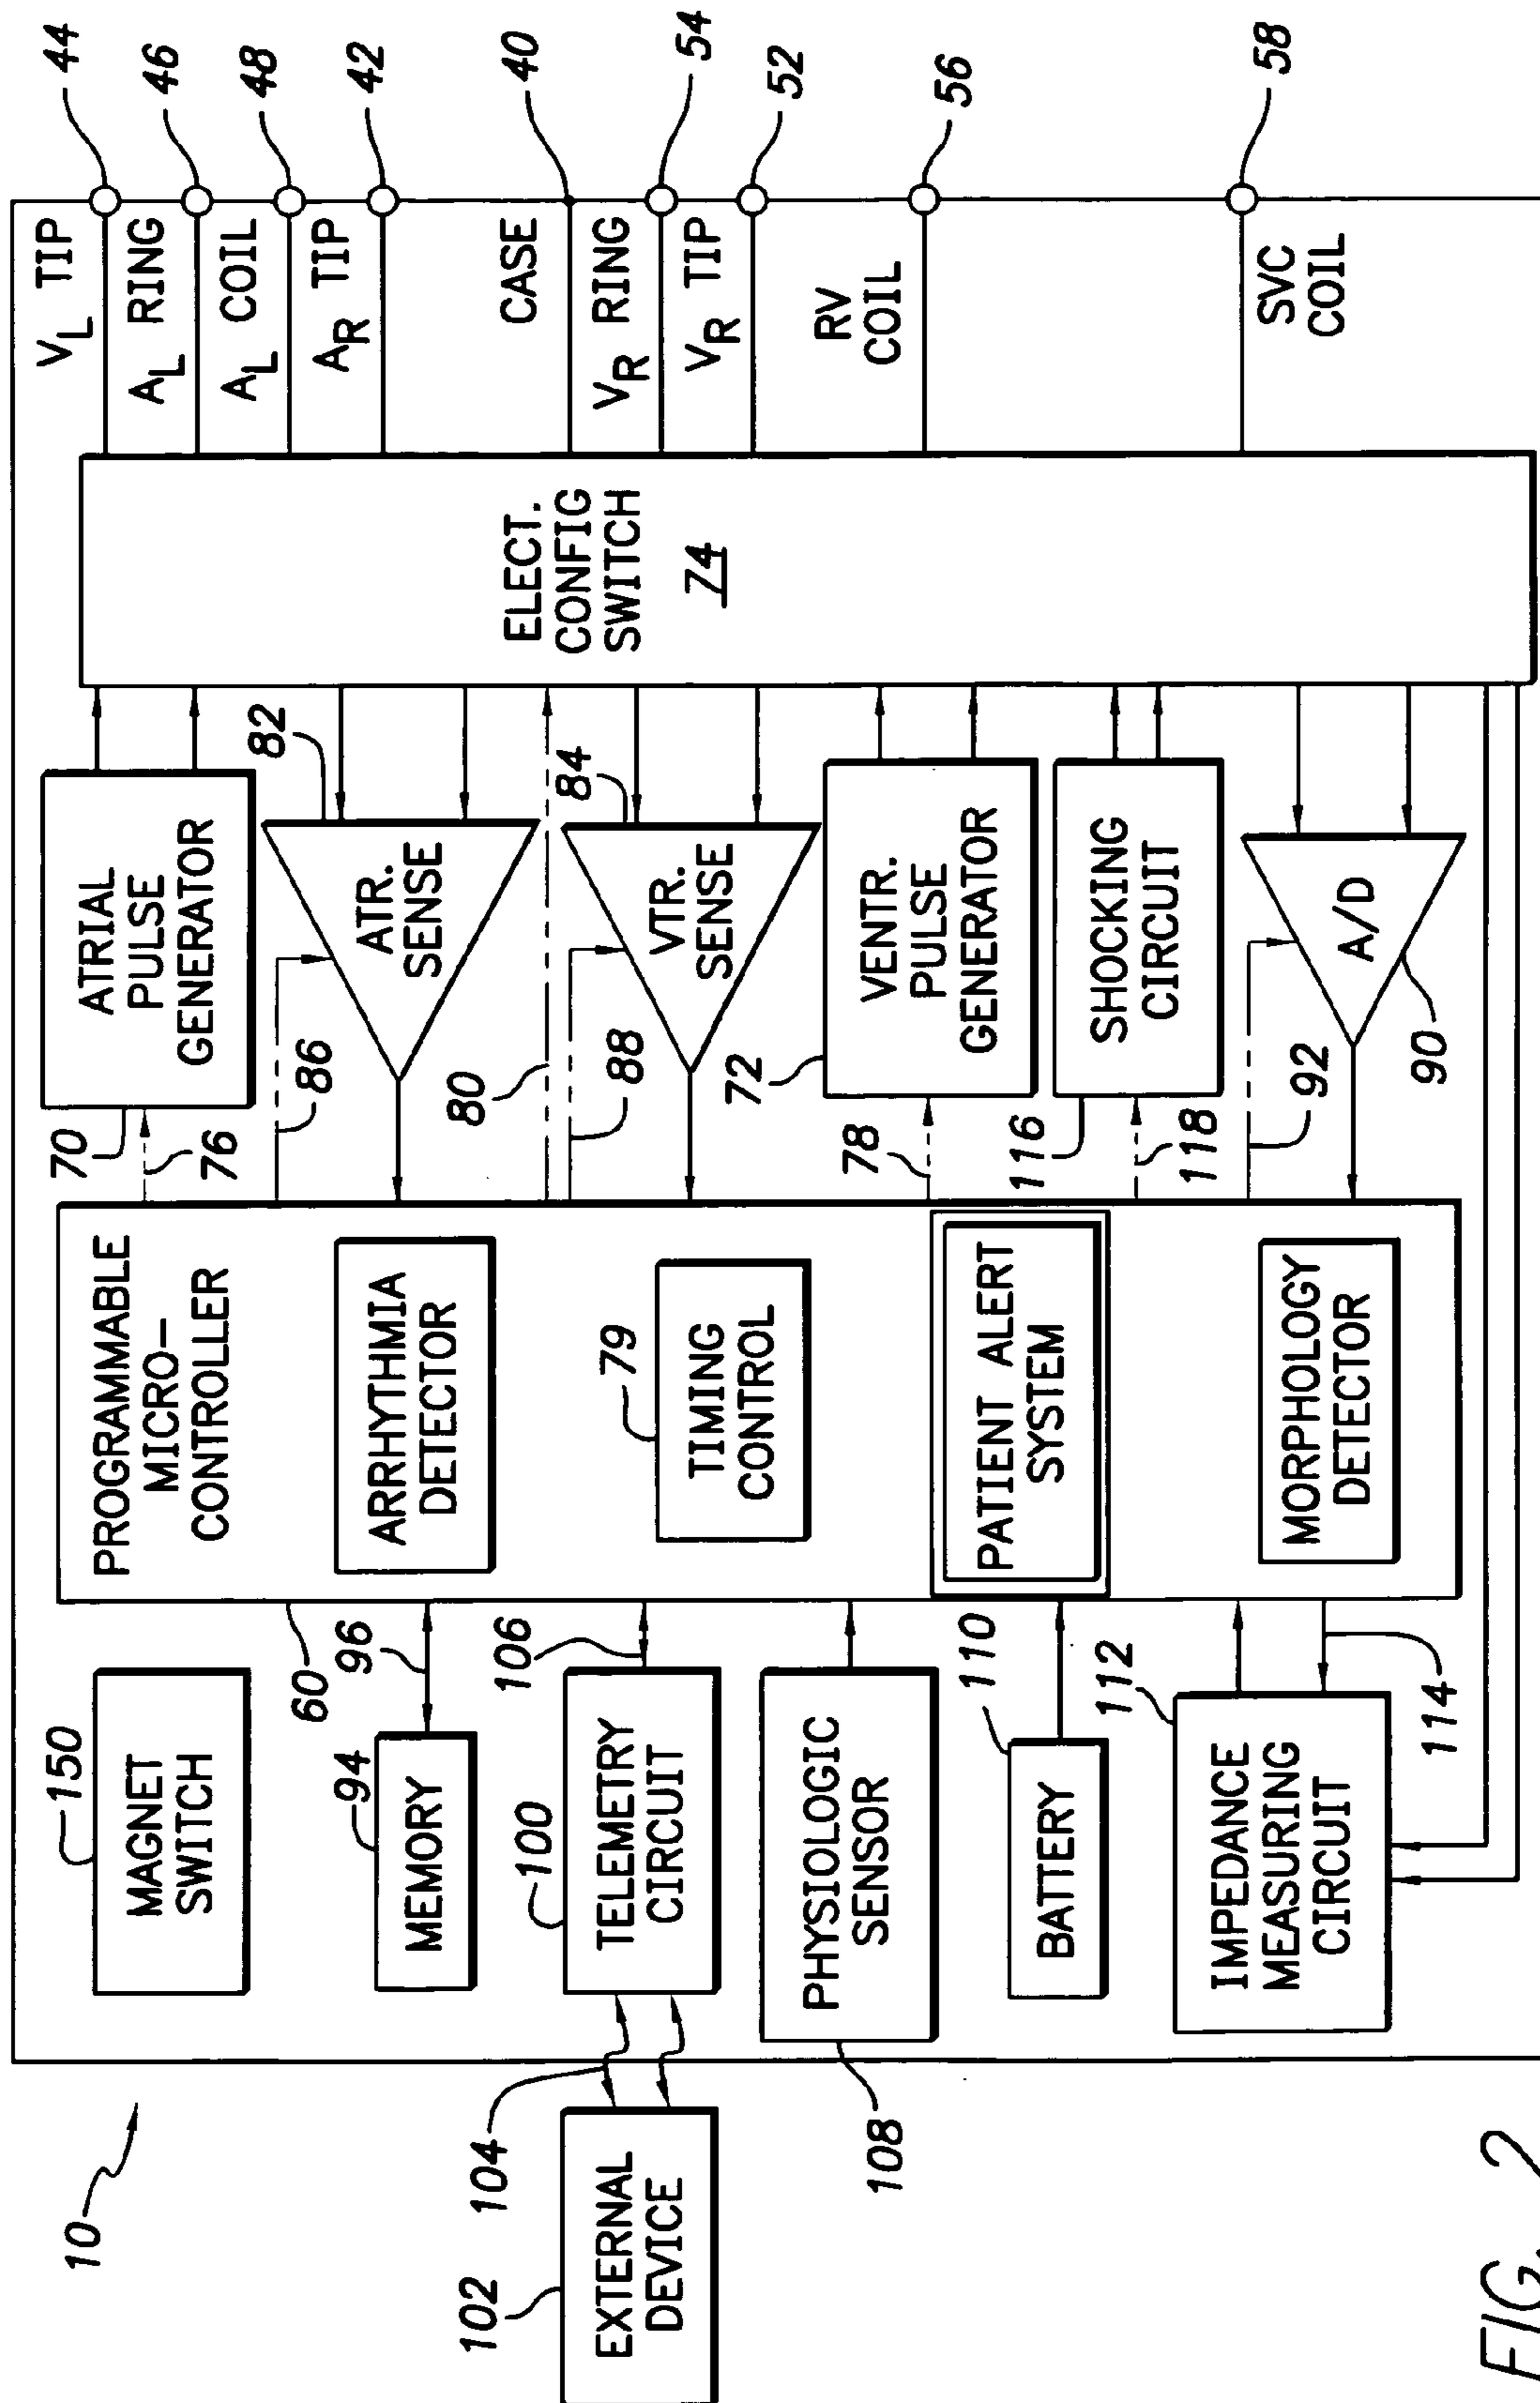 10
102
EXTERNAL
DEVICE
104
150
MAGNET
SWITCH
94
MEMORY
96
100
TELEMETRY
CIRCUIT
106
PHYSIOLOGIC
SENSOR
108
110
BATTERY
112
IMPEDANCE
MEASURING
CIRCUIT
114
60
PROGRAMMABLE
MICRO-
CONTROLLER
ARRHYTHMIA
DETECTOR
79
TIMING
CONTROL
PATIENT ALERT
SYSTEM
MORPHOLOGY
DETECTOR
70
76
ATRIAL
PULSE
GENERATOR
86
82
ATR.
SENSE
80
88
84
VTR.
SENSE
72
78
VENTR.
PULSE
GENERATOR
116
118
SHOCKING
CIRCUIT
92
A/D
90
ELECT.
CONFIG
SWITCH
74
VL TIP
44
AL RING
46
AL COIL
48
AR TIP
42
CASE
40
VR RING
54
VR TIP
52
RV
COIL
56
SVC
COIL
58
FIG. 2